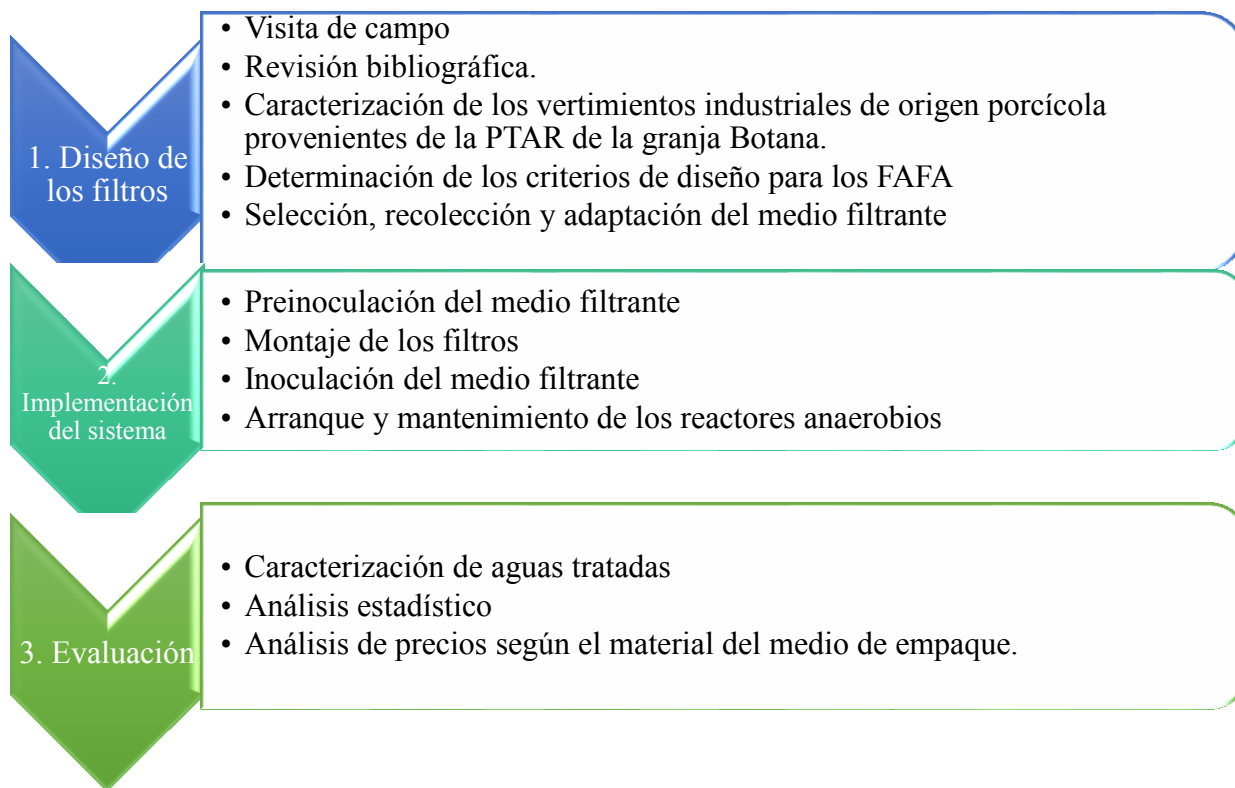 1. Diseño de
los filtros
• Visita de campo
• Revisión bibliográfica.
• Caracterización de los vertimientos industriales de origen porcícola
provenientes de la PTAR de la granja Botana.
• Determinación de los criterios de diseño para los FAFA
• Selección, recolección y adaptación del medio filtrante
2.
Implementación
del sistema
• Preinoculación del medio filtrante
• Montaje de los filtros
• Inoculación del medio filtrante
• Arranque y mantenimiento de los reactores anaerobios
3. Evaluación
• Caracterización de aguas tratadas
• Análisis estadístico
• Análisis de precios según el material del medio de empaque.